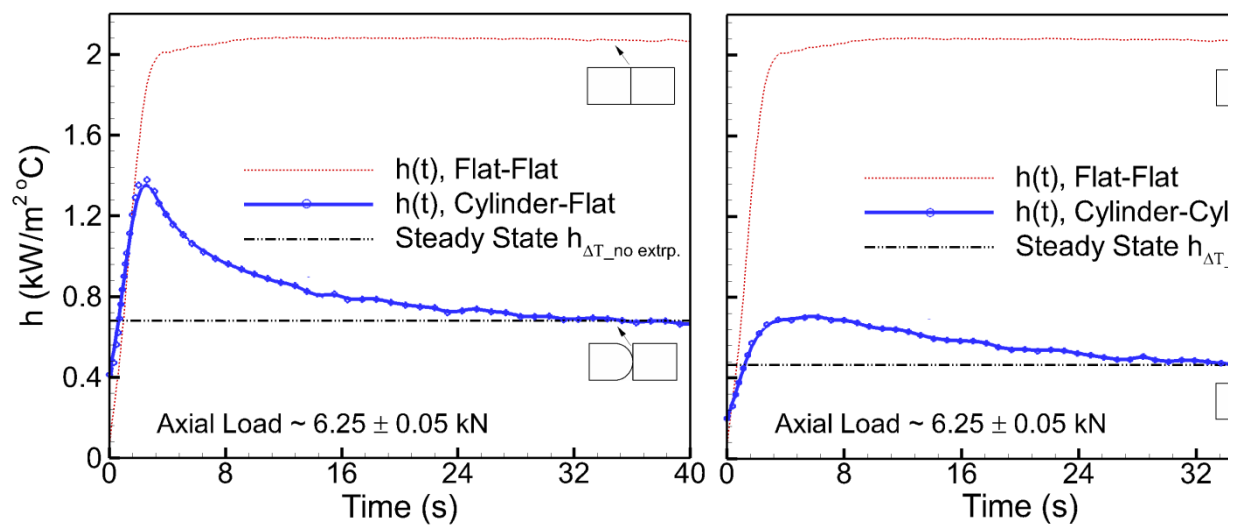 h (kW/m² °C)
2
1.6
1.2
0.8
0.4
0
h(t), Flat-Flat
h(t), Cylinder-Flat
Steady State h ΔT_no extrp.
Axial Load ~ 6.25 ± 0.05 kN
0 8 16 24 32 40
Time (s)
h(t), Flat-Flat
h(t), Cylinder-Cyl
Steady State h ΔT_
Axial Load ~ 6.25 ± 0.05 kN
0 8 16 24 32
Time (s)